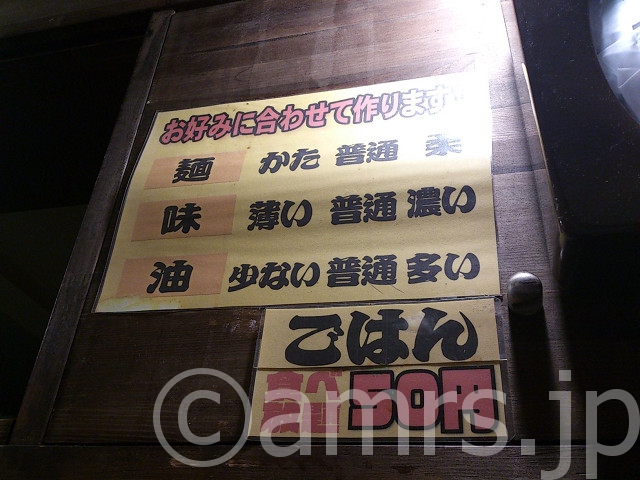 お好みに合わせて作ります
麺 かた 普通 柔
味 薄い 普通 濃い
油 少ない 普通 多い
ごはん
50円
©amrs.jp